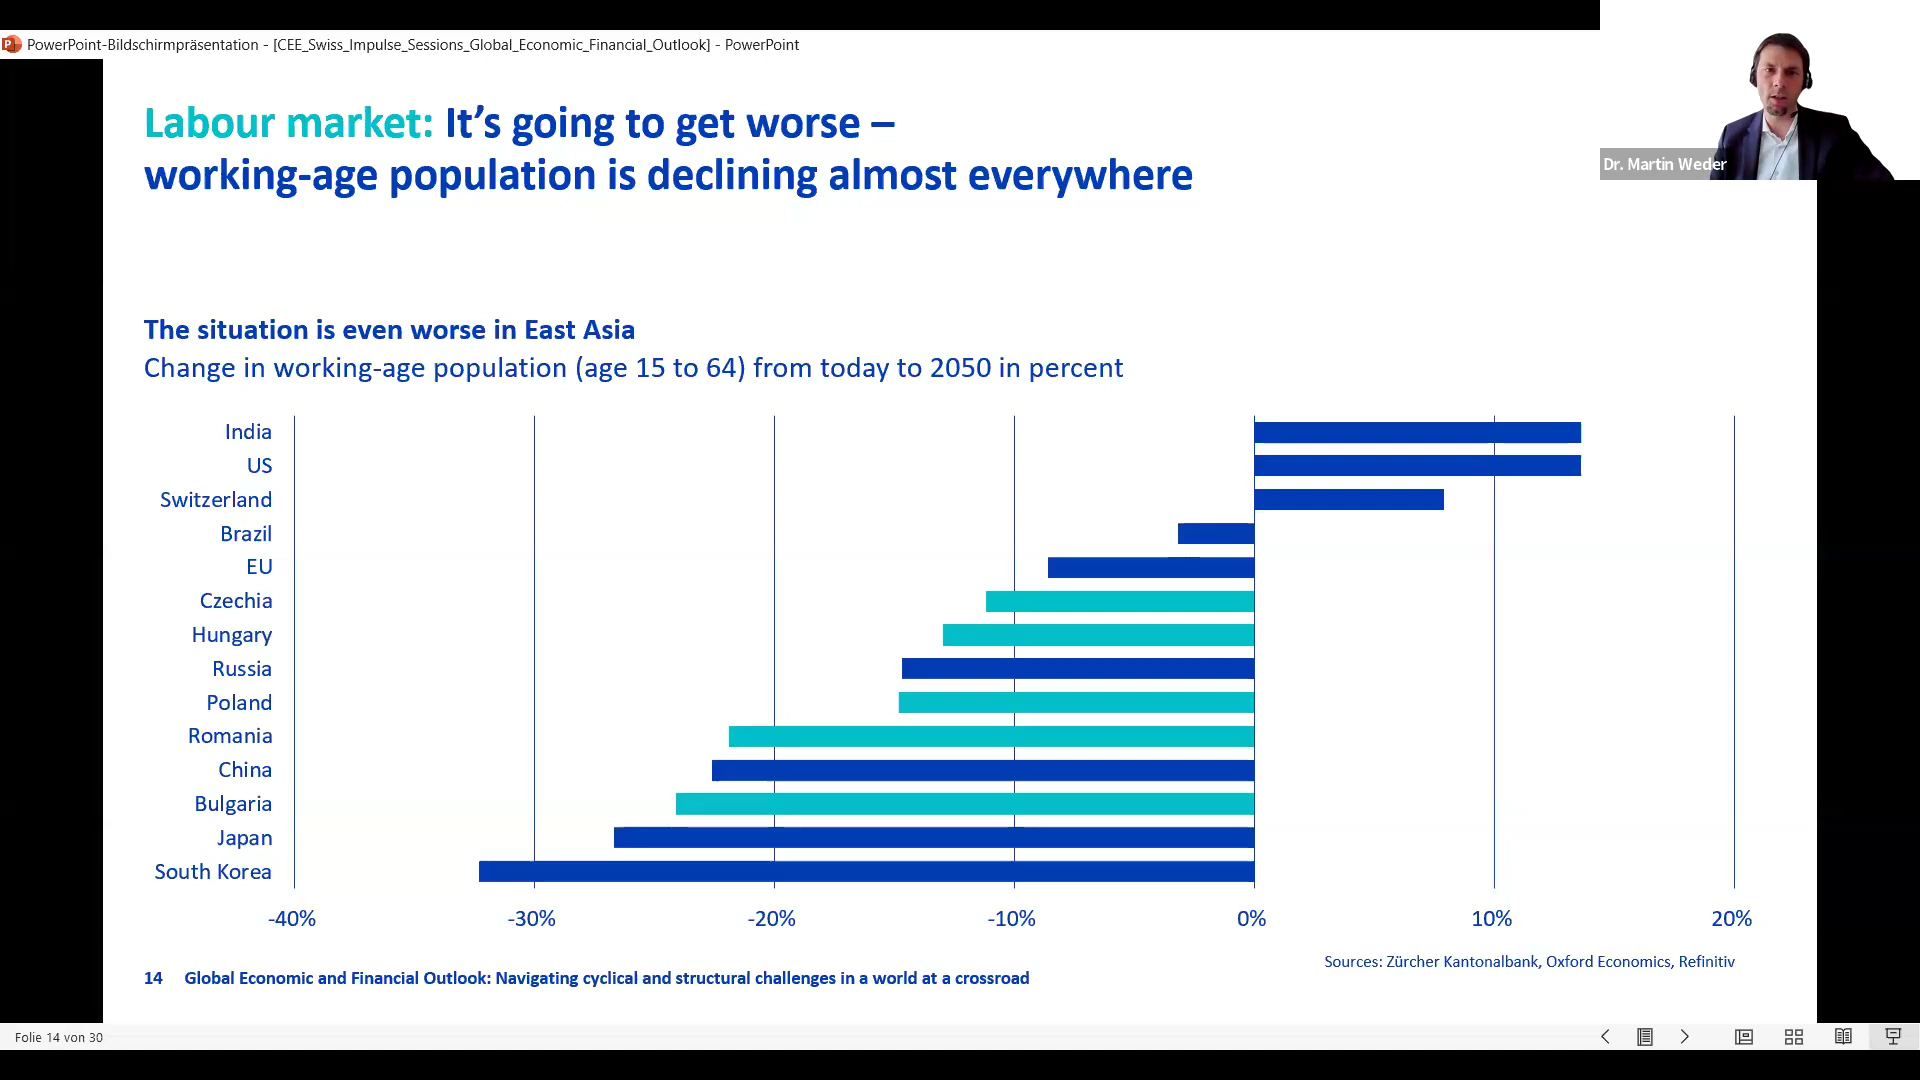 PowerPoint-Bildschirmpräsentation - [CEE_Swiss_Impulse_Sessions_Global_Economic_Financial_Outlook] - PowerPoint
Dr. Martin Weder
Labour market: It's going to get worse –
working-age population is declining almost everywhere
The situation is even worse in East Asia
Change in working-age population (age 15 to 64) from today to 2050 in percent
India
US
Switzerland
Brazil
EU
Czechia
Hungary
Russia
Poland
Romania
China
Bulgaria
Japan
South Korea
-40% -30% -20% -10% 0% 10% 20%
Sources: Zürcher Kantonalbank, Oxford Economics, Refinitiv
14 Global Economic and Financial Outlook: Navigating cyclical and structural challenges in a world at a crossroad
Folie 14 von 30